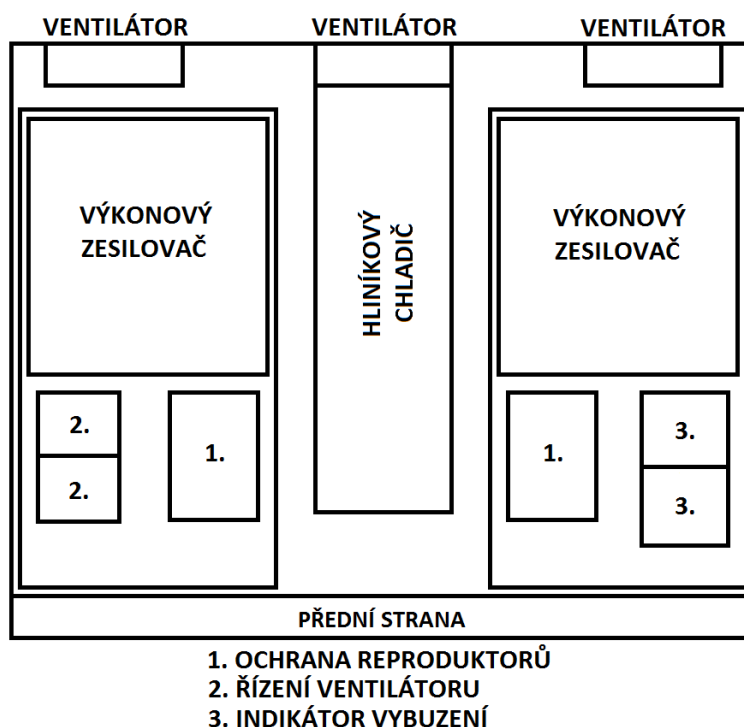 VENTILÁTOR
VENTILÁTOR
VENTILÁTOR
VÝKONOVÝ
ZESILOVAČ
HLINÍKOVÝ
CHLADIČ
VÝKONOVÝ
ZESILOVAČ
2.
2.
1.
1.
3.
3.
PŘEDNÍ STRANA
1. OCHRANA REPRODUKTORŮ
2. ŘÍZENÍ VENTILÁTORU
3. INDIKÁTOR VYBUZENÍ